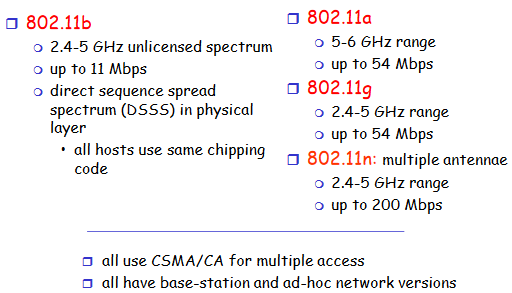 802.11b
2.4-5 GHz unlicensed spectrum
up to 11 Mbps
direct sequence spread
spectrum (DSSS) in physical
layer
all hosts use same chipping
code
802.11a
5-6 GHz range
up to 54 Mbps
802.11g
2.4-5 GHz range
up to 54 Mbps
802.11n: multiple antennae
2.4-5 GHz range
up to 200 Mbps
all use CSMA/CA for multiple access
all have base-station and ad-hoc network versions